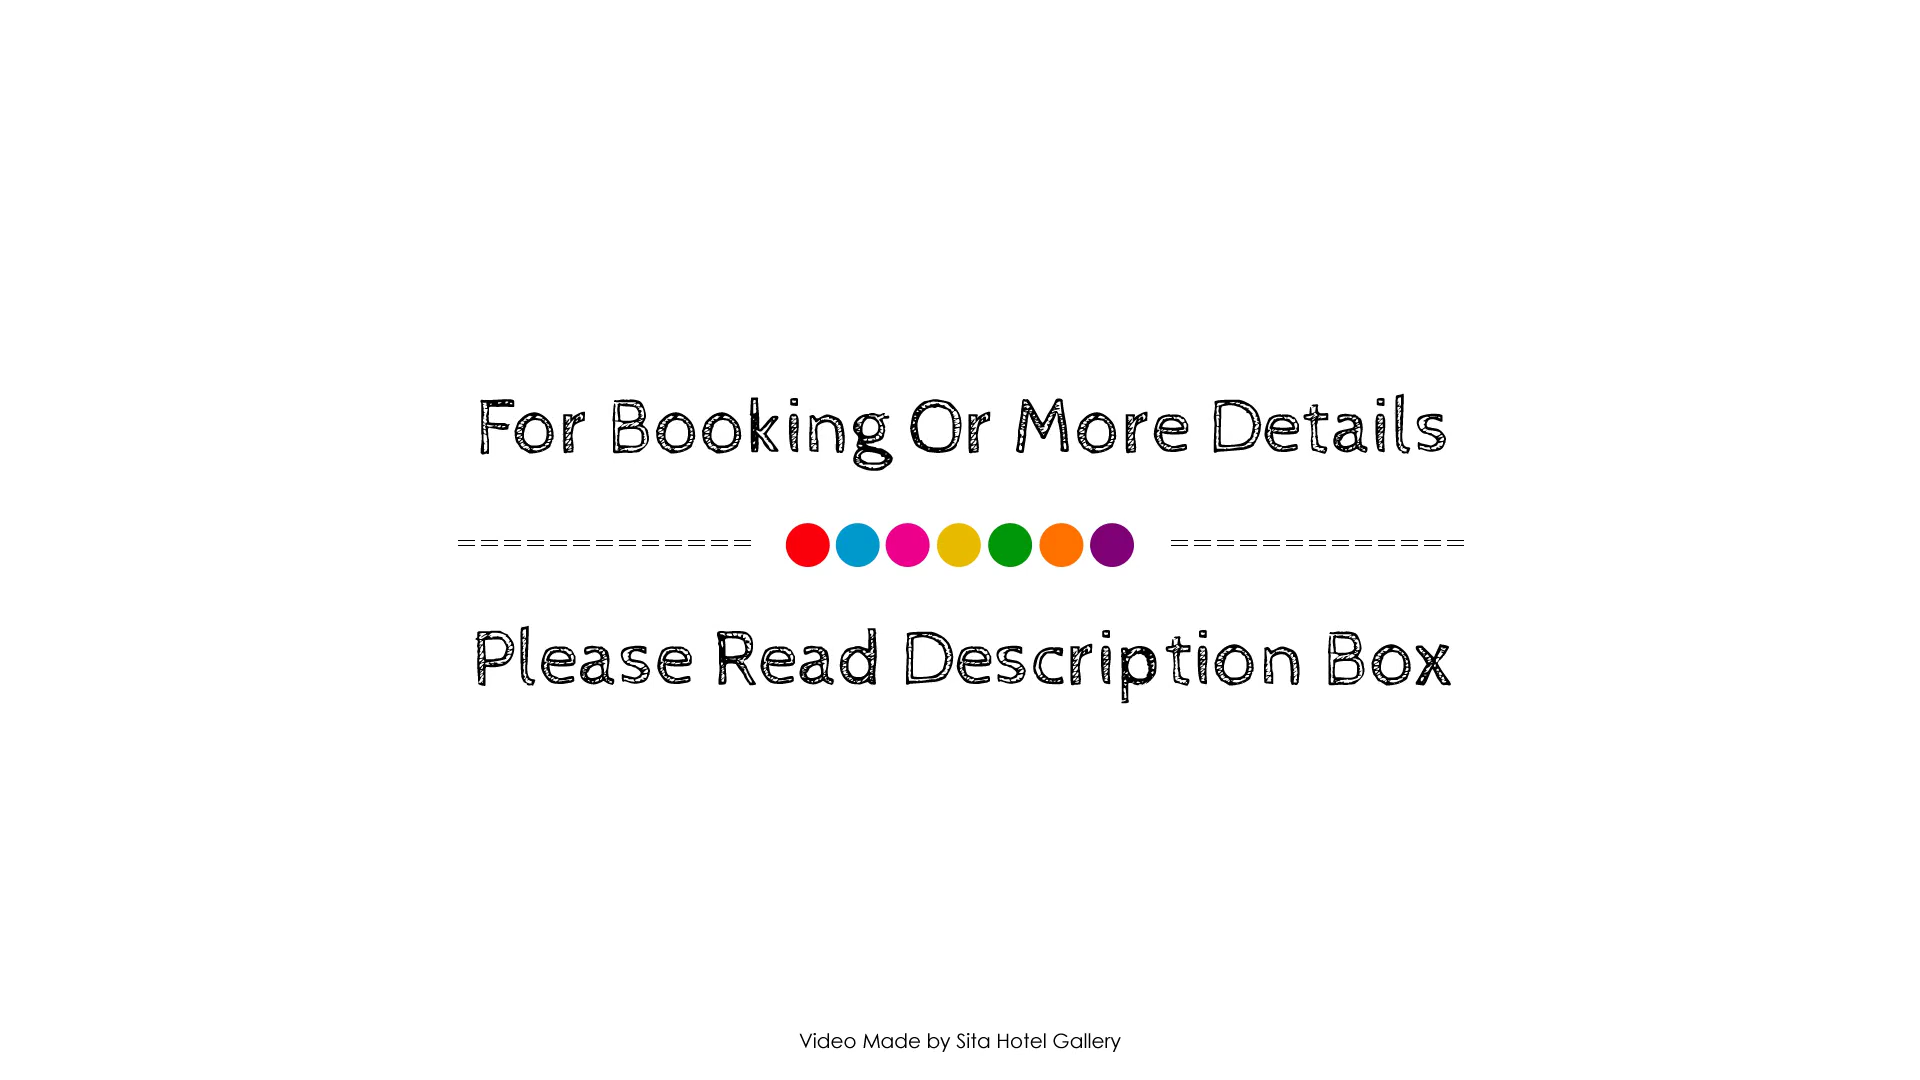 For Booking Or More Details
============= =============
Please Read Description Box
Video Made by Sita Hotel Gallery